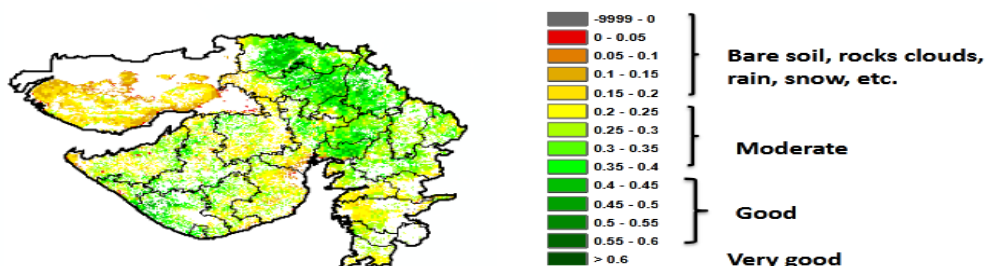 -9999 - 0
0 - 0.05
0.05 - 0.1
0.1 - 0.15
0.15 - 0.2
0.2 - 0.25
0.25 - 0.3
0.3 - 0.35
0.35 - 0.4
0.4 - 0.45
0.45 - 0.5
0.5 - 0.55
0.55 - 0.6
> 0.6
Bare soil, rocks clouds,
rain, snow, etc.
Moderate
Good
Very good